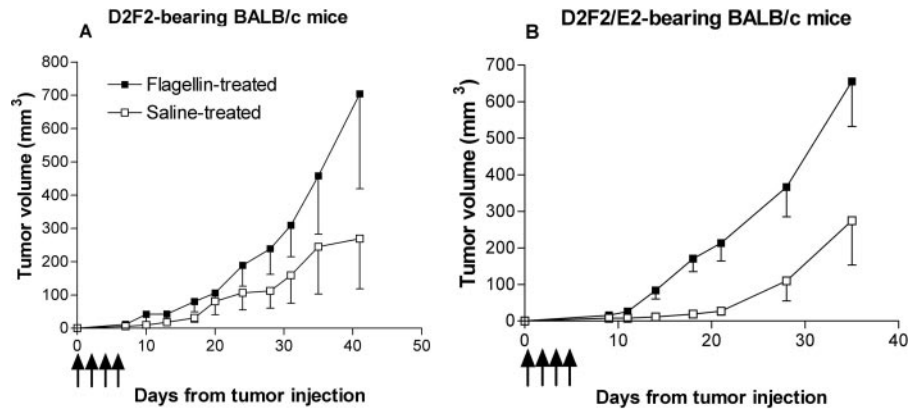 D2F2-bearing BALB/c mice
A
800
700
600
500
400
300
200
100
0
Tumor volume (mm 3)
Flagellin-treated
Saline-treated
0 10 20 30 40 50
Days from tumor injection
D2F2/E2-bearing BALB/c mice
B
700
600
500
400
300
200
100
0
Tumor volume (mm 3)
0 10 20 30 40
Days from tumor injection